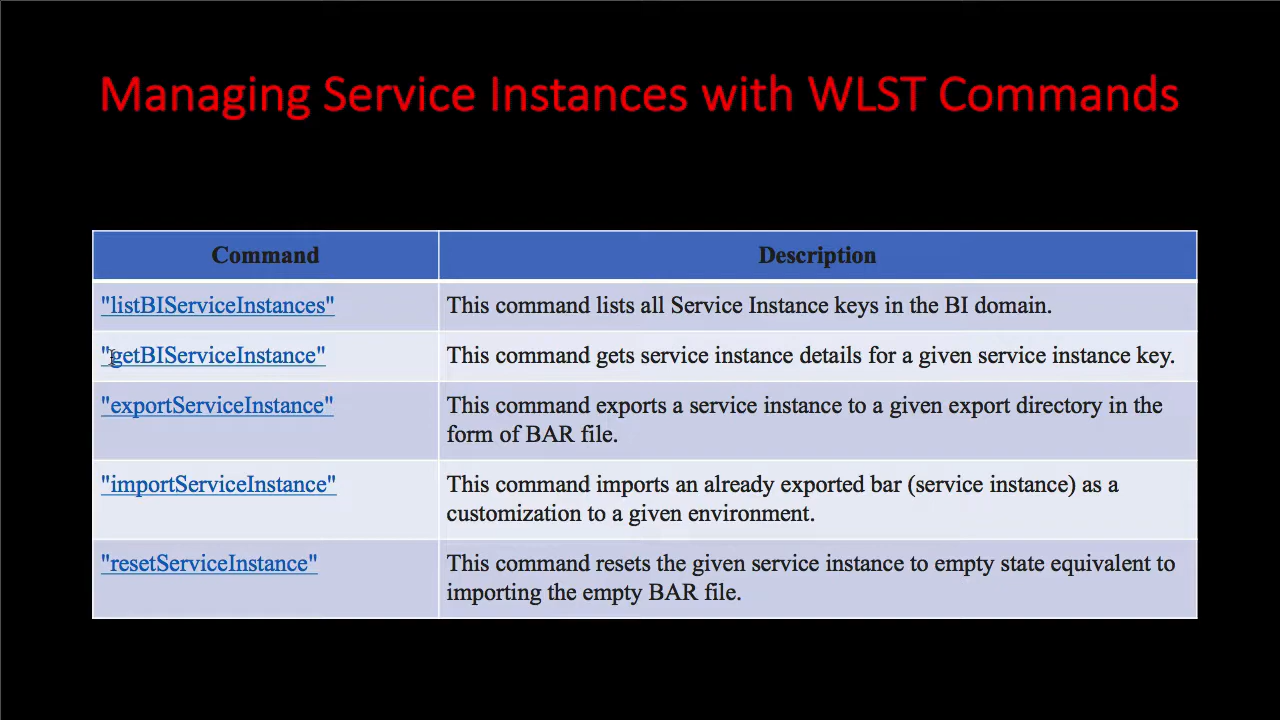 Managing Service Instances with WLST Commands
Command
Description
"listBIServiceInstances"
This command lists all Service Instance keys in the BI domain.
"getBIServiceInstance"
This command gets service instance details for a given service instance key.
"exportServiceInstance"
This command exports a service instance to a given export directory in the
form of BAR file.
"importServiceInstance"
This command imports an already exported bar (service instance) as a
customization to a given environment.
"resetServiceInstance"
This command resets the given service instance to empty state equivalent to
importing the empty BAR file.